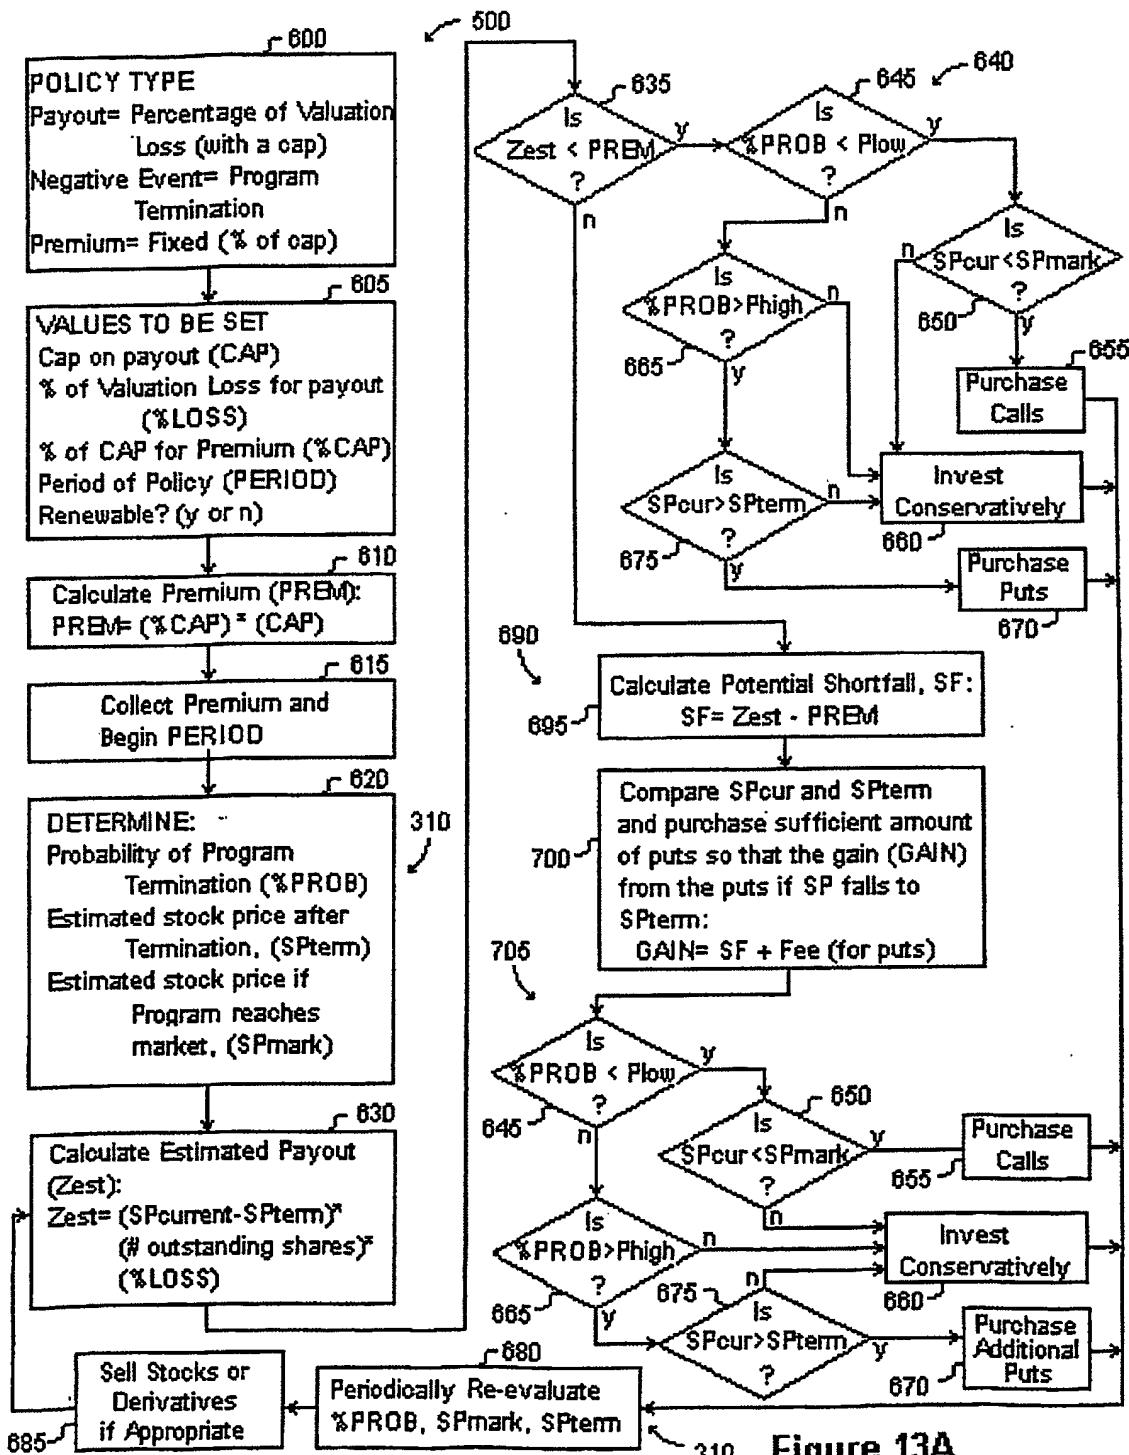 500
600
POLICY TYPE
Payout= Percentage of Valuation
Loss (with a cap)
Negative Event= Program
Termination
Premium= Fixed (% of cap)
605
VALUES TO BE SET
Cap on payout (CAP)
% of Valuation Loss for payout
(%LOSS)
% of CAP for Premium (%CAP)
Period of Policy (PERIOD)
Renewable? (y or n)
610
Calculate Premium (PREM):
PREM= (%CAP) * (CAP)
615
Collect Premium and
Begin PERIOD
620
310
DETERMINE:
Probability of Program
Termination (%PROB)
Estimated stock price after
Termination, (SPterm)
Estimated stock price if
Program reaches
market, (SPmark)
630
Calculate Estimated Payout
(Zest):
Zest= (SPcurrent-SPterm)*
(# outstanding shares)*
(%LOSS)
635
Is
Zest < PREM
?
y
n
645
640
Is
%PROB < Plow
?
y
n
Is
SPcur<SPmark
?
n
y
650
655
Purchase
Calls
Is
%PROB>Phigh
?
n
y
665
Is
SPcur>SPterm
?
n
y
675
Invest
Conservatively
660
Purchase
Puts
670
690
Calculate Potential Shortfall, SF:
SF= Zest - PREM
695
700
Compare SPcur and SPterm
and purchase sufficient amount
of puts so that the gain (GAIN)
from the puts if SP falls to
SPterm:
GAIN= SF + Fee (for puts)
705
Is
%PROB < Plow
?
y
n
645
650
Is
SPcur<SPmark
?
y
n
Purchase
Calls
655
Is
%PROB>Phigh
?
n
y
665
Invest
Conservatively
660
675
n
Is
SPcur>SPterm
?
y
Purchase
Additional
Puts
670
680
Periodically Re-evaluate
%PROB, SPmark, SPterm
310
Sell Stocks or
Derivatives
if Appropriate
685
Figure 13A